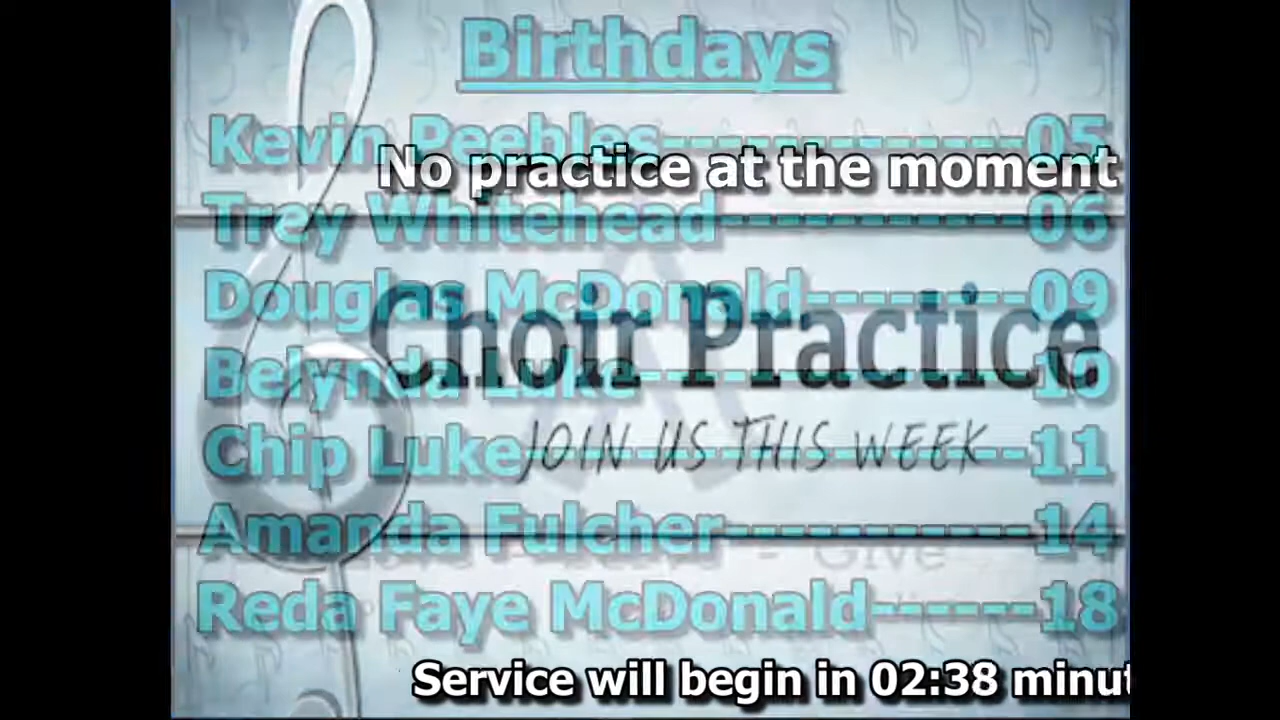 Birthdays
Kevin Peebles-------------05
No practice at the moment
Trey Whitehead-----------06
Douglas McDonald--------09
Choir Practice
Belynda Luke--------------10
JOIN US THIS WEEK
Chip Luke------------------11
Amanda Fulcher-----------14
- Give
Reda Faye McDonald------18
Service will begin in 02:38 minut